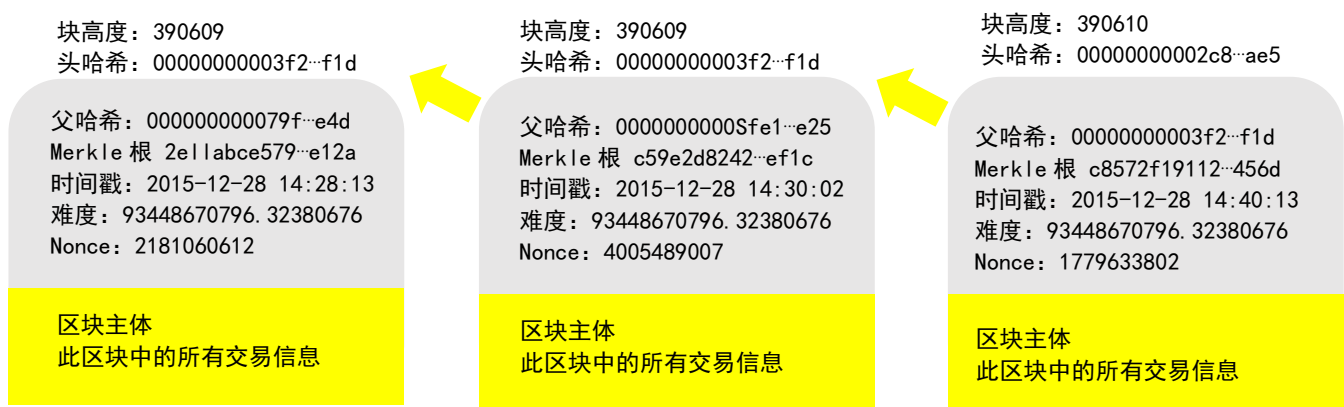 块高度：390609
头哈希：00000000003f2…f1d
父哈希：000000000079f…e4d
Merkle 根 2ellabce579…e12a
时间戳：2015-12-28 14:28:13
难度：93448670796.32380676
Nonce：2181060612
区块主体
此区块中的所有交易信息
块高度：390609
头哈希：00000000003f2…f1d
父哈希：0000000000Sfe1…e25
Merkle 根 c59e2d8242…ef1c
时间戳：2015-12-28 14:30:02
难度：93448670796.32380676
Nonce：4005489007
区块主体
此区块中的所有交易信息
块高度：390610
头哈希：00000000002c8…ae5
父哈希：00000000003f2…f1d
Merkle 根 c8572f19112…456d
时间戳：2015-12-28 14:40:13
难度：93448670796.32380676
Nonce：1779633802
区块主体
此区块中的所有交易信息